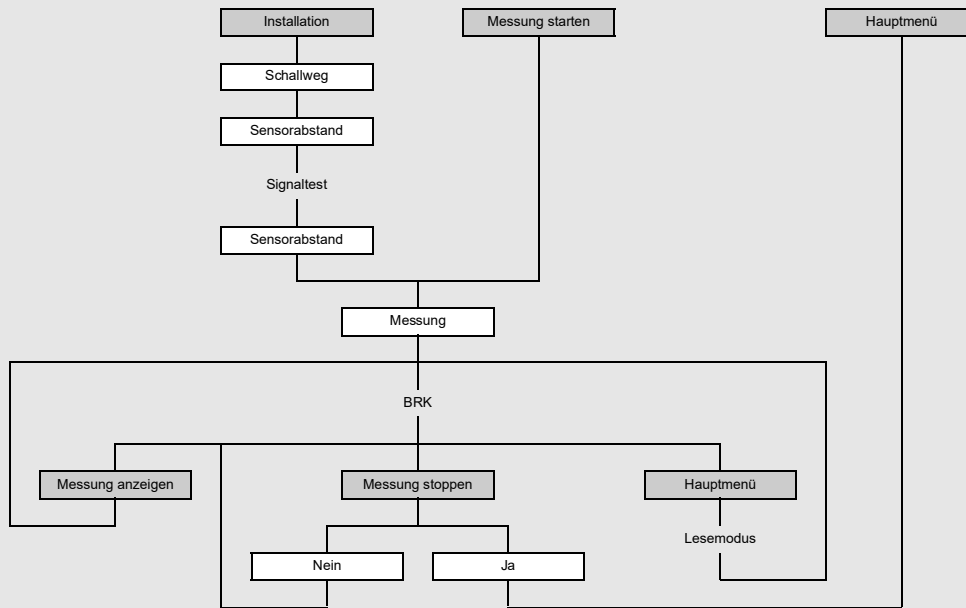 Installation
Messung starten
Hauptmenü
Schallweg
Sensorabstand
Signaltest
Sensorabstand
Messung
BRK
Messung anzeigen
Messung stoppen
Hauptmenü
Lesemodus
Nein
Ja